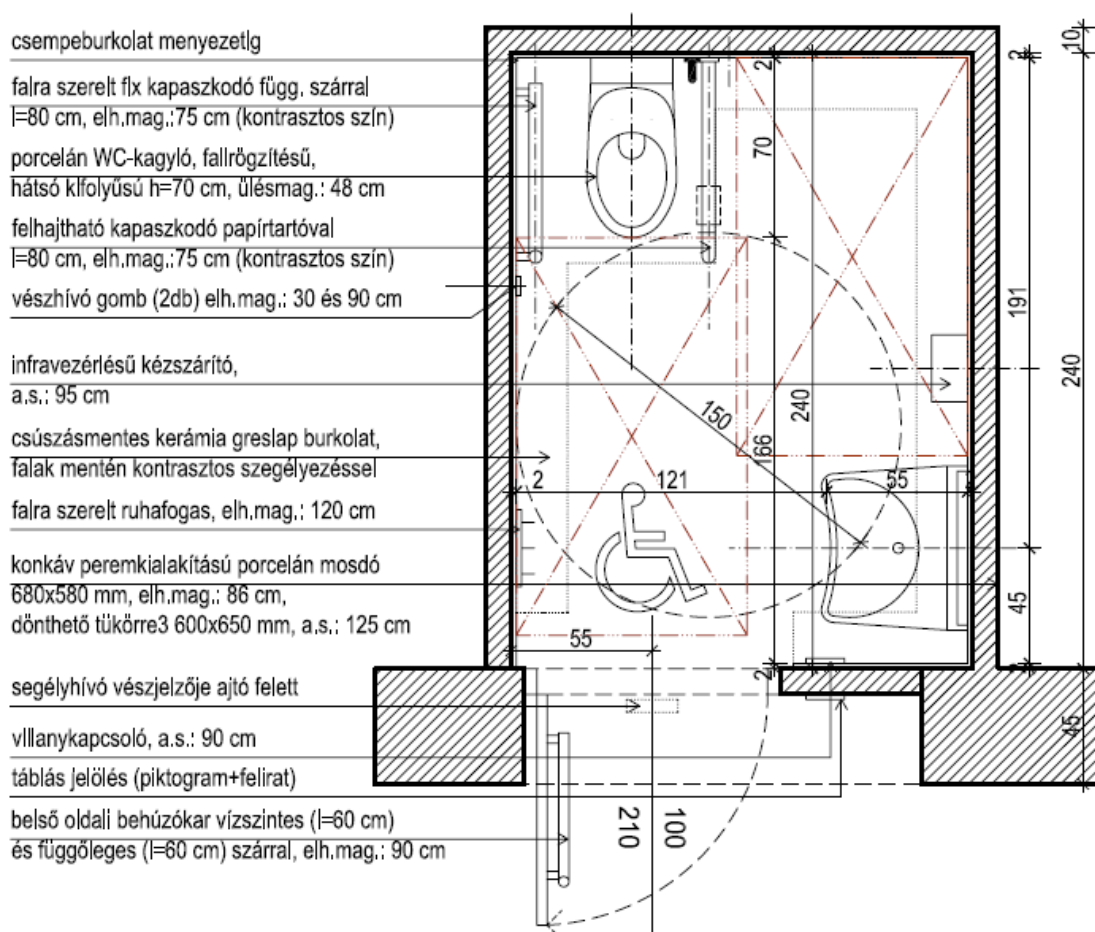 csempeburkolat menyezetig
falra szerelt fix kapaszkodó függ. szárral
l=80 cm, elh.mag.:75 cm (kontrasztos szín)
porcelán WC-kagyló, fallrögzítésű,
hátsó kifolyűsú h=70 cm, ülésmag.: 48 cm
felhajtható kapaszkodó papírtartóval
l=80 cm, elh.mag.:75 cm (kontrasztos szín)
vészhívó gomb (2db) elh.mag.: 30 és 90 cm
infravezérlésű kézszárító,
a.s.: 95 cm
csúszásmentes kerámia greslap burkolat,
falak mentén kontrasztos szegélyezéssel
falra szerelt ruhafogas, elh.mag.: 120 cm
konkáv peremkialakítású porcelán mosdó
680x580 mm, elh.mag.: 86 cm,
dönthető tükörre3 600x650 mm, a.s.: 125 cm
segélyhívó vészjelzője ajtó felett
villanykapcsoló, a.s.: 90 cm
táblás jelölés (piktogram+felirat)
belső oldali behúzókar vízszintes (l=60 cm)
és függőleges (l=60 cm) szárral, elh.mag.: 90 cm
10
2
2
70
191
240
240
150
166
2
121
55
45
55
2
2
45
100
210